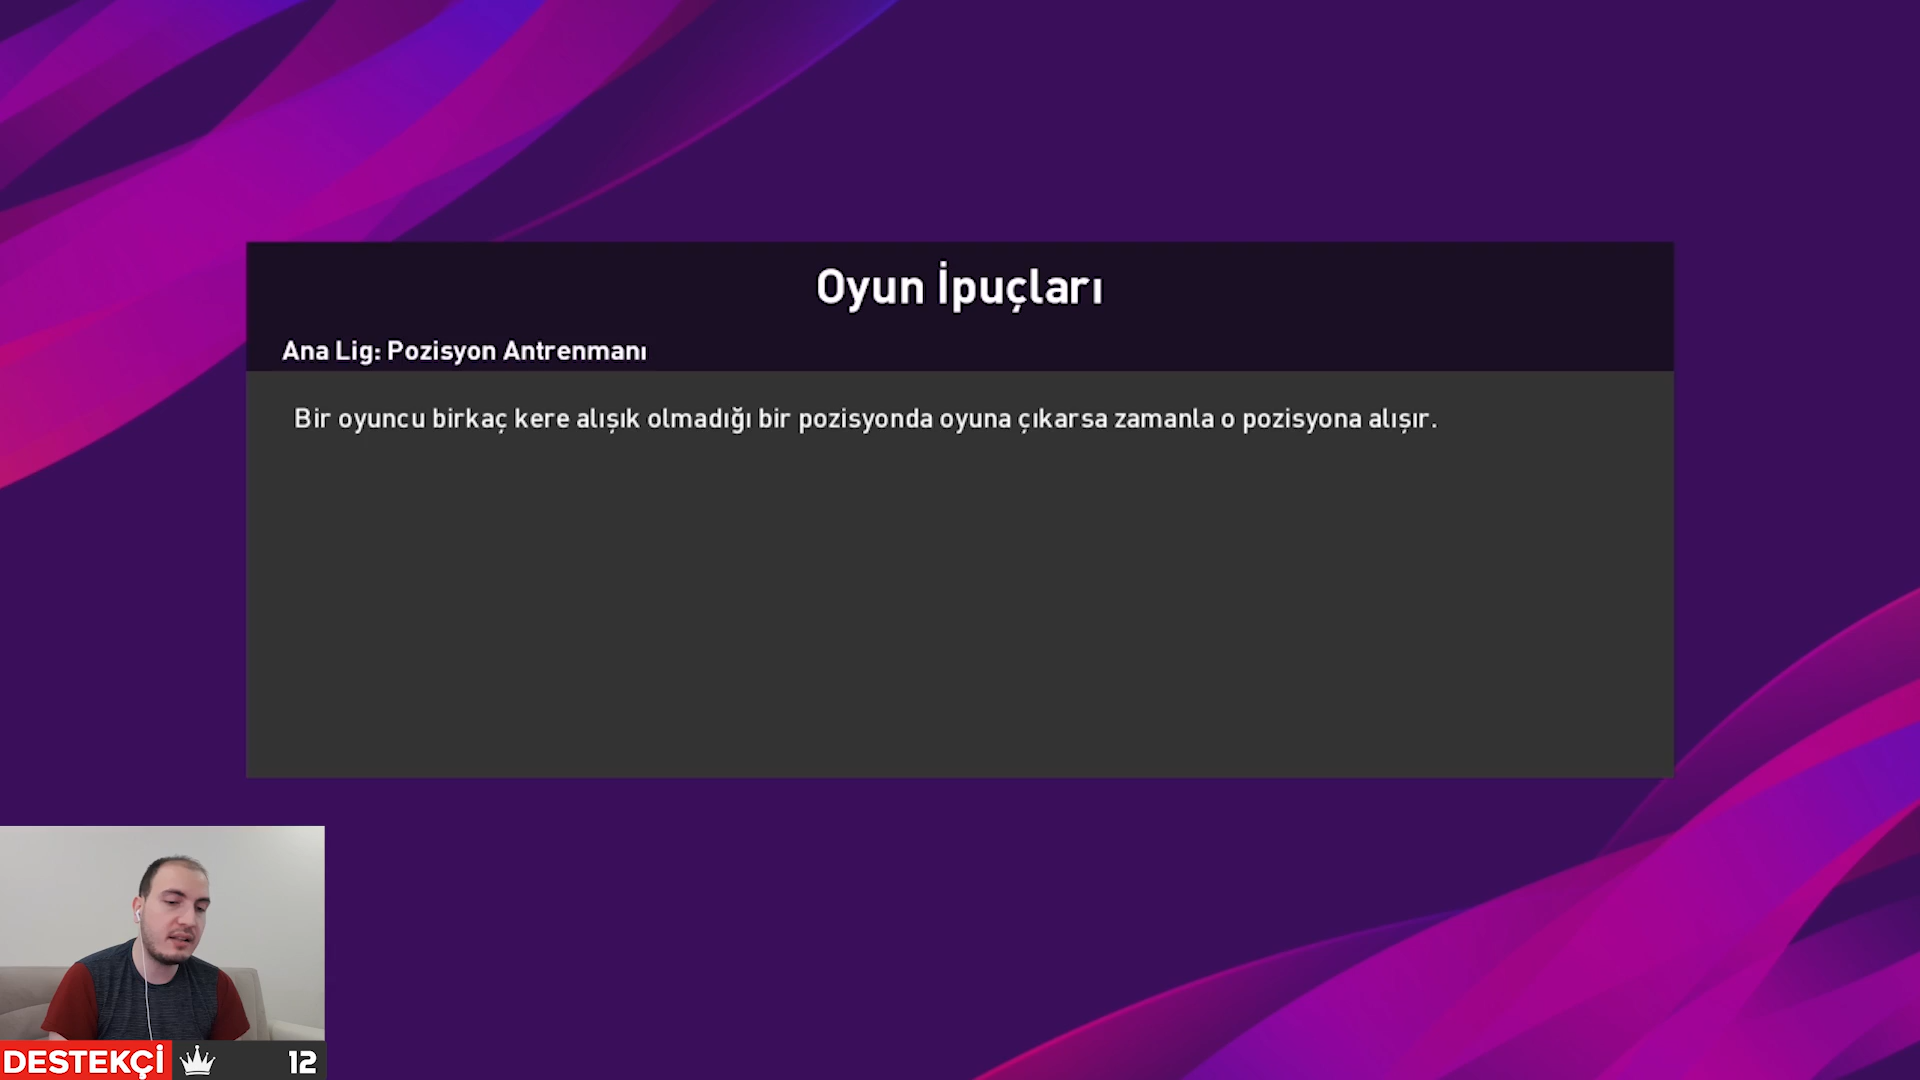 Oyun İpuçları
Ana Lig: Pozisyon Antrenmanı
Bir oyuncu birkaç kere alışık olmadığı bir pozisyonda oyuna çıkarsa zamanla o pozisyona alışır.
DESTEKÇİ 12